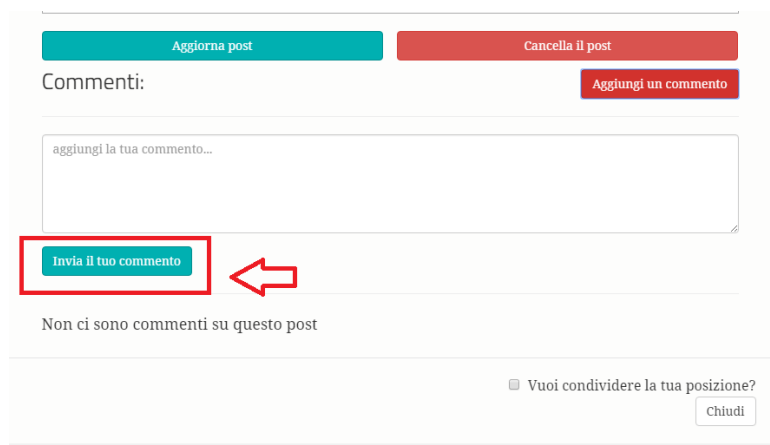 Aggiorna post
Cancella il post
Commenti:
Aggiungi un commento
aggiungi la tua commento...
Invia il tuo commento
Non ci sono commenti su questo post
Vuoi condividere la tua posizione?
Chiudi